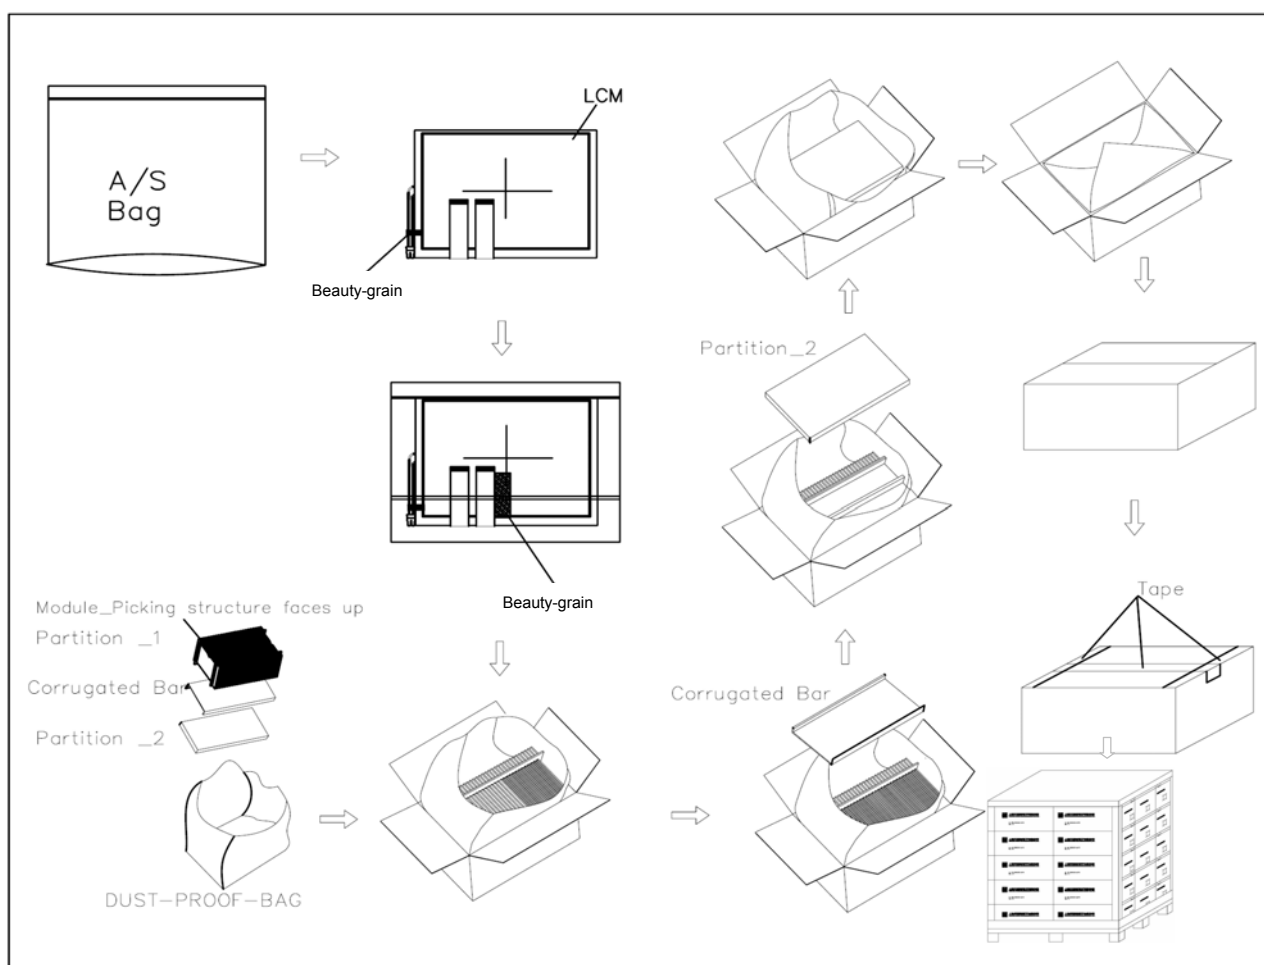 A/S
Bag
LCM
Beauty-grain
Beauty-grain
Module_Picking structure faces up
Partition _1
Corrugated Bar
Partition _2
DUST-PROOF-BAG
Corrugated Bar
Partition_2
Tape